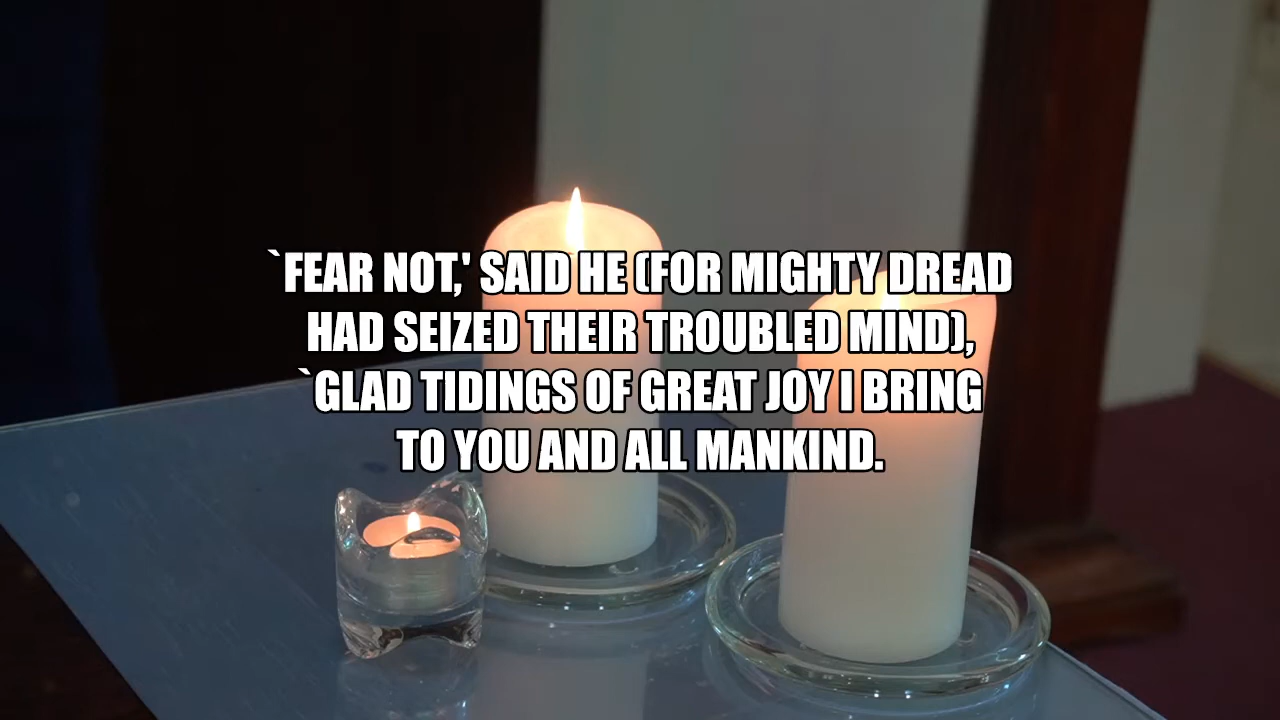 `FEAR NOT,' SAID HE (FOR MIGHTY DREAD
HAD SEIZED THEIR TROUBLED MIND),
`GLAD TIDINGS OF GREAT JOY I BRING
TO YOU AND ALL MANKIND.